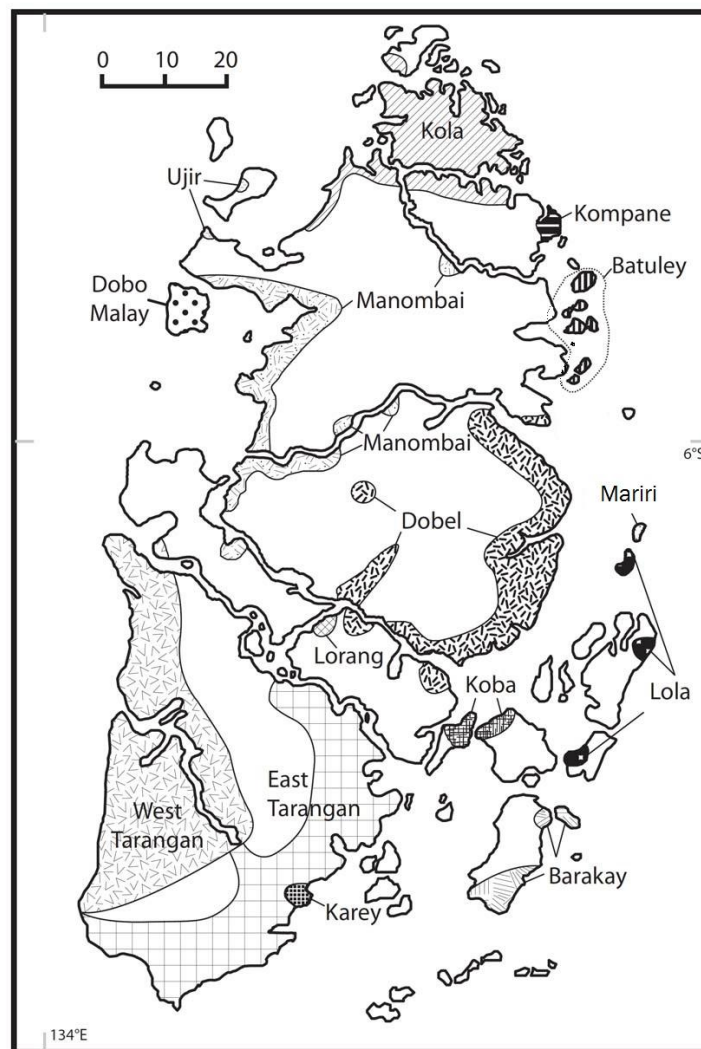 0 10 20
Kola
Ujir
Kompane
Batuley
Dobo
Malay
Manombai
Manombai
6°S
Mariri
Dobel
Lorang
Koba
Lola
East
Tarangan
West
Tarangan
Barakay
Karey
134°E